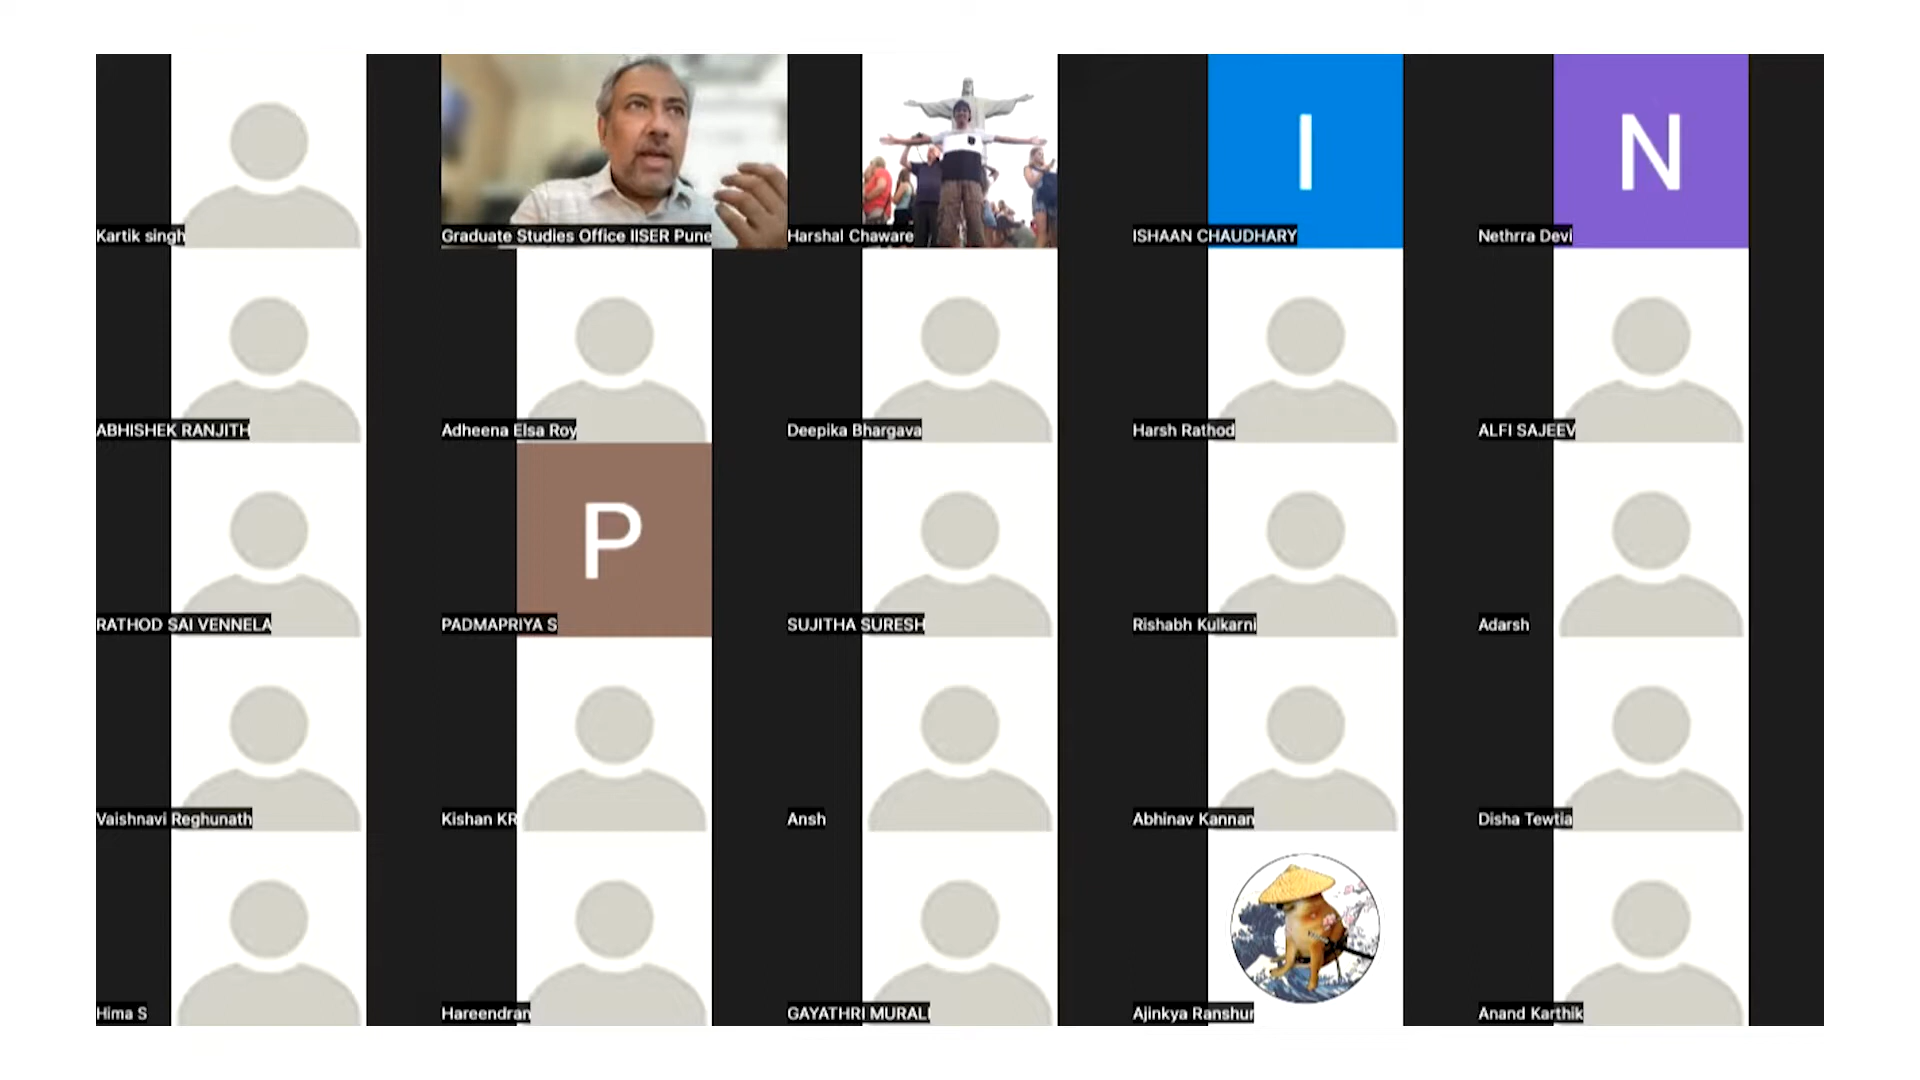 I
N
Kartik singh
Graduate Studies Office IISER Pune
Harshal Chaware
ISHAAN CHAUDHARY
Nethrra Devi
ABHISHEK RANJITH
Adheena Elsa Roy
Deepika Bhargava
Harsh Rathod
ALFI SAJEEV
P
RATHOD SAI VENNELA
PADMAPRIYA S
SUJITHA SURESH
Rishabh Kulkarni
Adarsh
Vaishnavi Reghunath
Kishan KR
Ansh
Abhinav Kannan
Disha Tewtia
Hima S
Hareendran
GAYATHRI MURALI
Ajinkya Ranshur
Anand Karthik